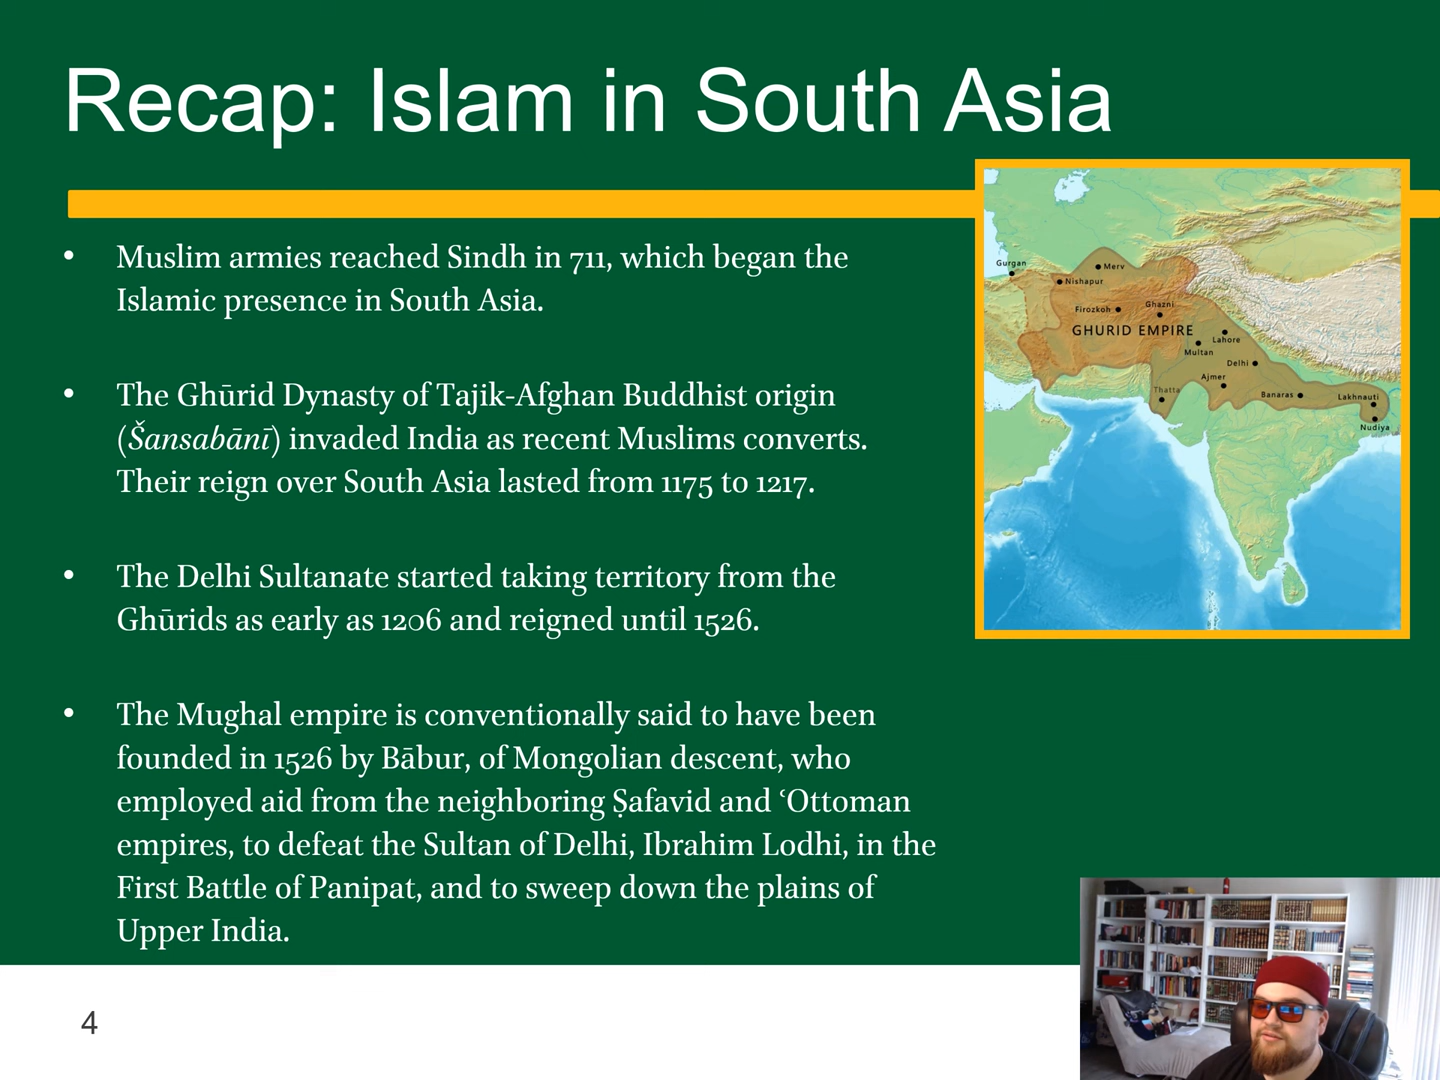 Recap: Islam in South Asia
• Muslim armies reached Sindh in 711, which began the
Islamic presence in South Asia.
• The Ghūrid Dynasty of Tajik-Afghan Buddhist origin
(Šansabānī) invaded India as recent Muslims converts.
Their reign over South Asia lasted from 1175 to 1217.
• The Delhi Sultanate started taking territory from the
Ghūrids as early as 1206 and reigned until 1526.
• The Mughal empire is conventionally said to have been
founded in 1526 by Bābur, of Mongolian descent, who
employed aid from the neighboring Ṣafavid and ʿOttoman
empires, to defeat the Sultan of Delhi, Ibrahim Lodhi, in the
First Battle of Panipat, and to sweep down the plains of
Upper India.
Gurgan
Merv
Nishapur
Firozkoh
Ghazni
GHURID EMPIRE
Lahore
Multan
Delhi
Ajmer
Thatta
Banaras
Lakhnauti
Nudiya
4